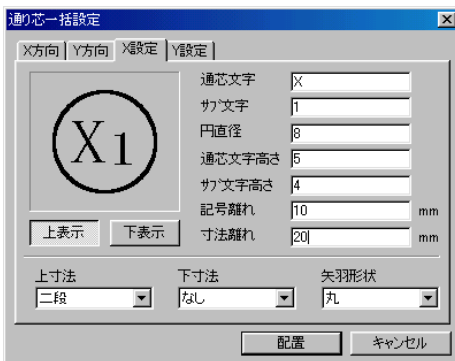 通り芯一括設定
X方向 Y方向 X設定 Y設定
X1
通芯文字 X
サブ文字 1
円直径 8
通芯文字高さ 5
サブ文字高さ 4
記号離れ 10 mm
寸法離れ 20 mm
上表示 下表示
上寸法 下寸法 矢羽形状
二段 なし 丸
配置 キャンセル